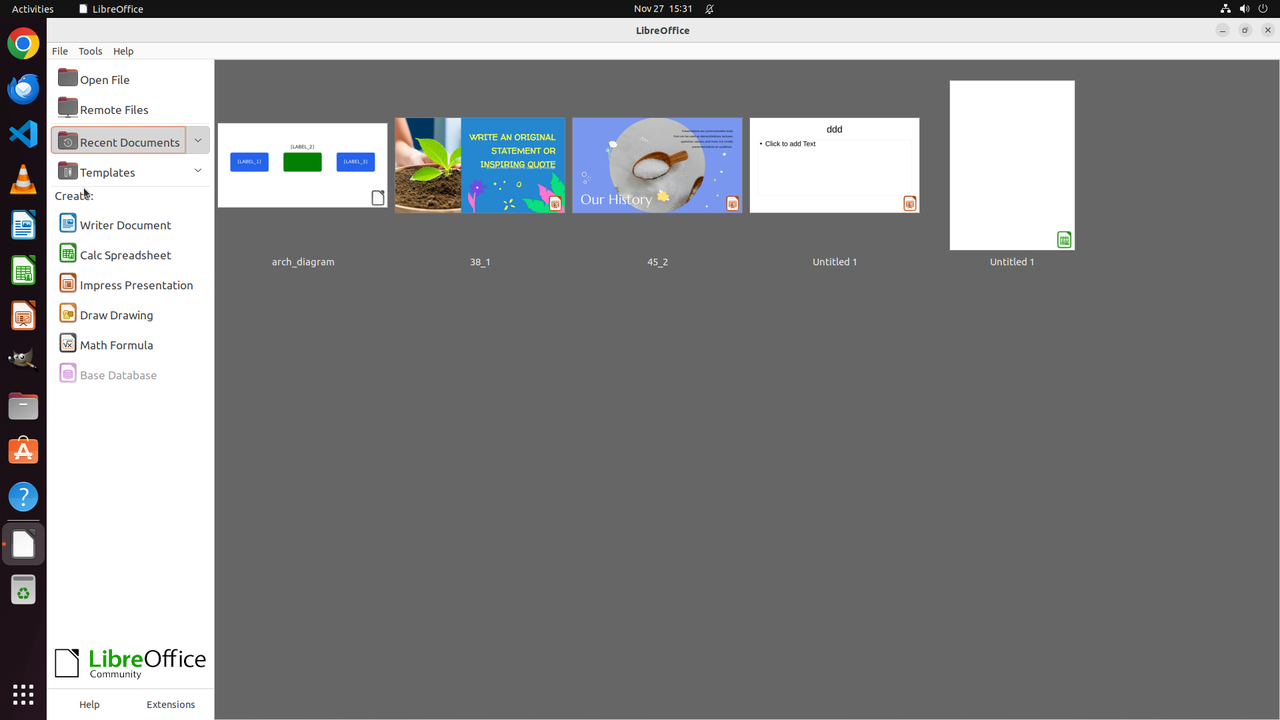 Activities
LibreOffice
Nov 27 15:31
LibreOffice
File Tools Help
Open File
Remote Files
Recent Documents
Templates
Create:
Writer Document
Calc Spreadsheet
Impress Presentation
Draw Drawing
Math Formula
Base Database
[LABEL_1]
[LABEL_2]
[LABEL_3]
arch_diagram
WRITE AN ORIGINAL
STATEMENT OR
INSPIRING QUOTE
38_1
Our History
45_2
ddd
• Click to add Text
Untitled 1
Untitled 1
LibreOffice
Community
Help
Extensions